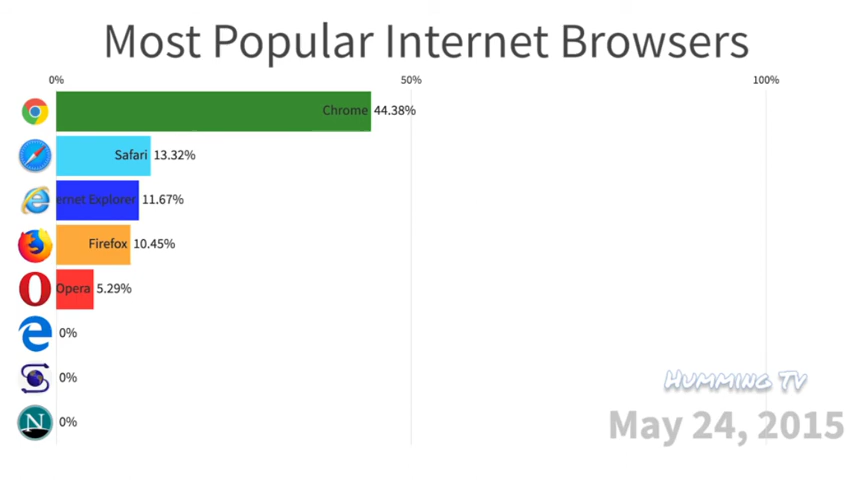 Most Popular Internet Browsers
0% 50% 100%
Chrome 44.38%
Safari 13.32%
ernet Explorer 11.67%
Firefox 10.45%
Opera 5.29%
0%
0%
N 0%
Humming TV
May 24, 2015